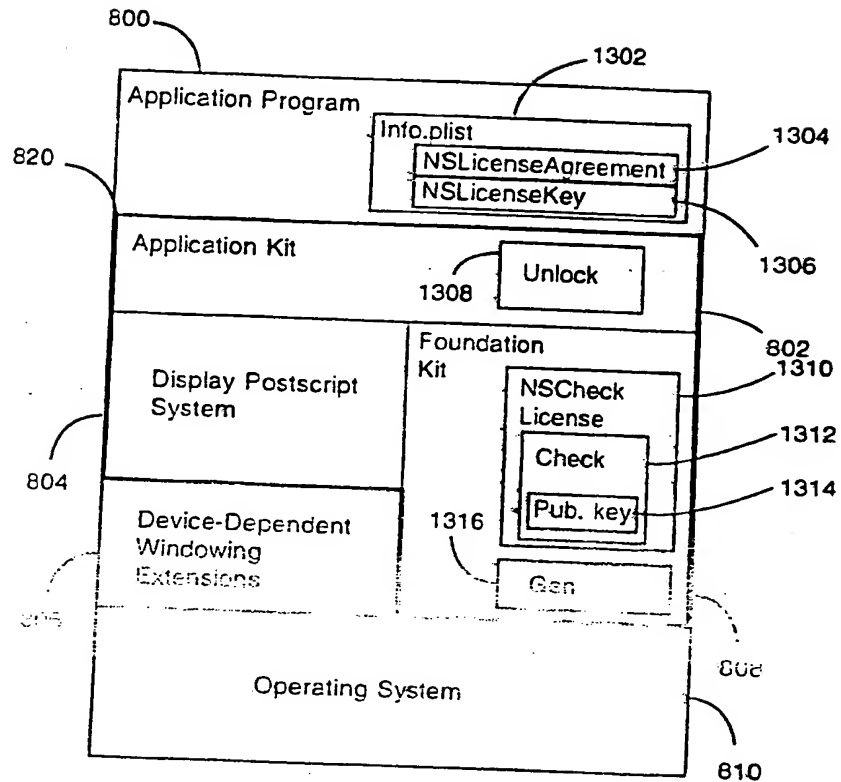 800
1302
Application Program
Info.plist
NSLicenseAgreement
1304
NSLicenseKey
820
1306
Application Kit
Unlock
1308
802
Foundation
Kit
1310
Display Postscript
System
NSCheck
License
1312
Check
804
1314
Pub. key
Device-Dependent
Windowing
Extensions
1316
Gen
808
Operating System
810